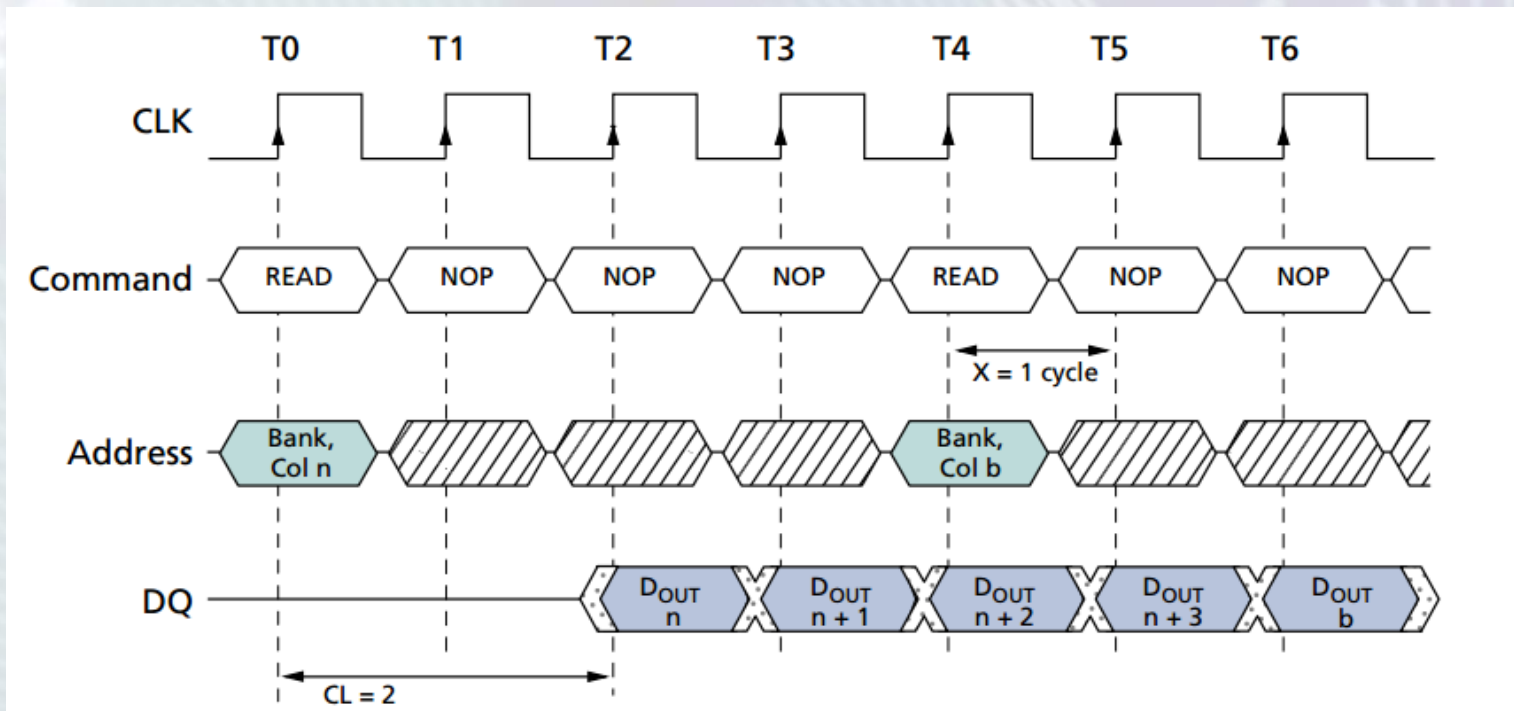 T0 T1 T2 T3 T4 T5 T6
CLK
Command READ NOP NOP NOP READ NOP NOP
X = 1 cycle
Address
Bank,
Col n
Bank,
Col b
DQ
DOUT
n
DOUT
n + 1
DOUT
n + 2
DOUT
n + 3
DOUT
b
CL = 2